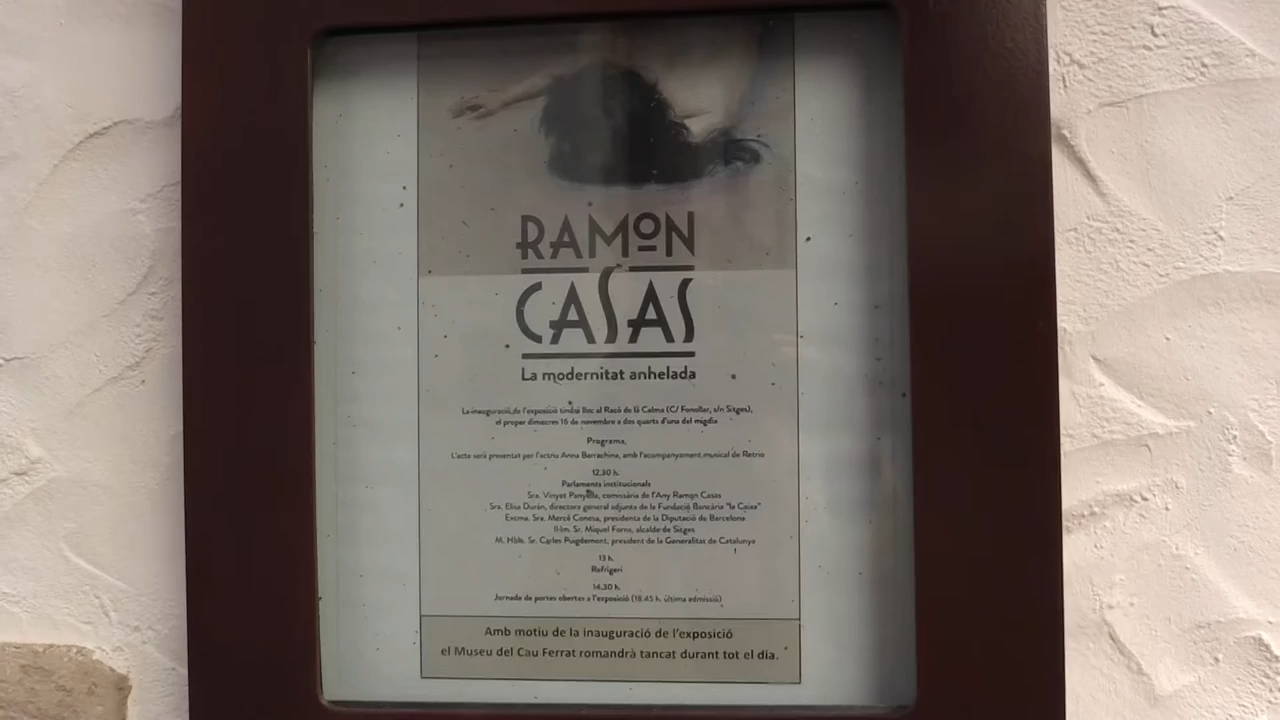 RAMON
CASAS
La modernitat anhelada
La inauguració de l'exposició tindrà lloc al Racó de la Calma (C/ Fonollar, s/n Sitges),
el proper dimecres 16 de novembre a dos quarts d'una del migdia
Programa,
L'acte serà presentat per l'actriu Anna Barrachina, amb l'acompanyament musical de Retrio
12.30 h.
Parlaments institucionals
Sra. Vinyet Panyella, comissària de l'Any Ramon Casas
Sra. Elisa Durán, directora general adjunta de la Fundació Bancària "la Caixa"
Excma. Sra. Mercè Conesa, presidenta de la Diputació de Barcelona
Il·lm. Sr. Miquel Forns, alcalde de Sitges
M. Hble. Sr. Carles Puigdemont, president de la Generalitat de Catalunya
13 h.
Refrigeri
14.30 h.
Jornada de portes obertes a l'exposició (18.45 h. última admissió)
Amb motiu de la inauguració de l'exposició
el Museu del Cau Ferrat romandrà tancat durant tot el dia.